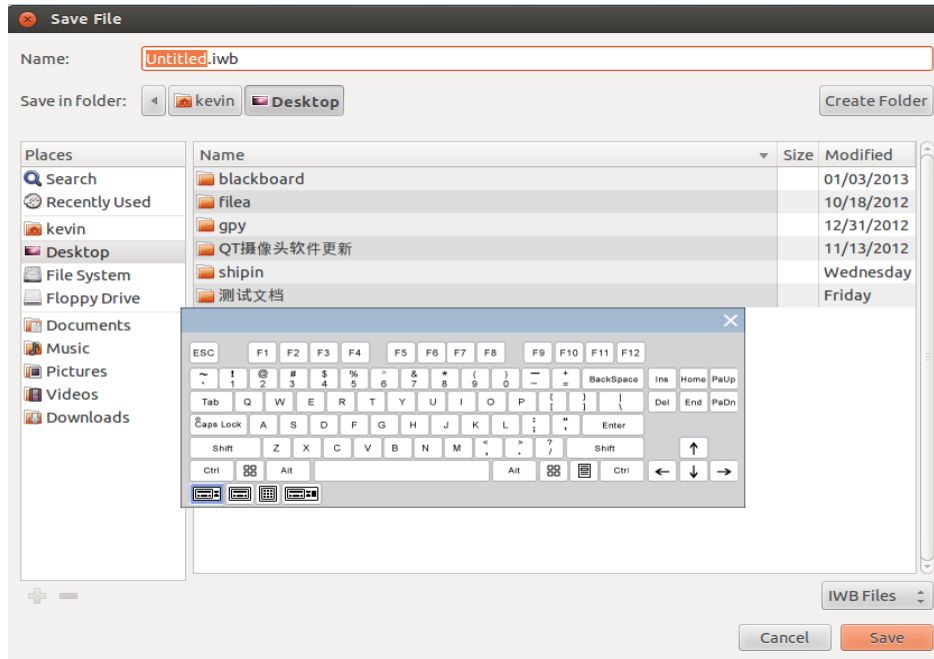 Save File
Name: Untitled.iwb
Save in folder: kevin Desktop Create Folder
Places
Search
Recently Used
kevin
Desktop
File System
Floppy Drive
Documents
Music
Pictures
Videos
Downloads
Name Size Modified
blackboard 01/03/2013
filea 10/18/2012
gpy 12/31/2012
QT摄像头软件更新 11/13/2012
shipin Wednesday
测试文档 Friday
ESC F1 F2 F3 F4 F5 F6 F7 F8 F9 F10 F11 F12
~ ! @ # $ % ^ & * ( ) — +
` 1 2 3 4 5 6 7 8 9 0 – = BackSpace Ins Home PaUp
Tab Q W E R T Y U I O P { [ } ] | \ Del End PaDn
Caps Lock A S D F G H J K L : ; " ' Enter
Shift Z X C V B N M < , > . ? / Shift ↑
Ctrl Ait Ait Ctrl ← ↓ →
IWB Files
Cancel Save